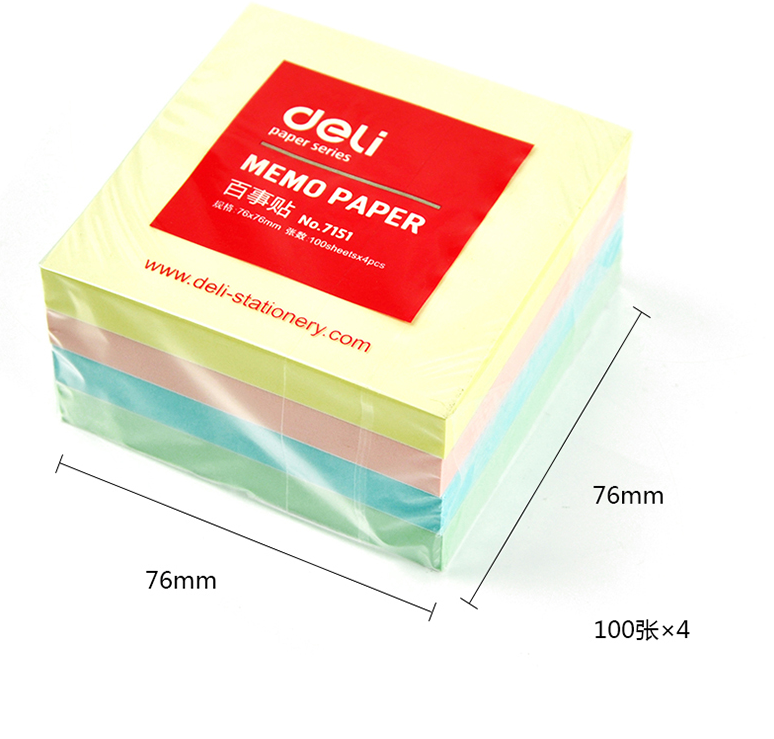 deli
paper series
MEMO PAPER
百事贴 No.7151
规格:76x76mm 张数:100sheetsx4pcs
www.deli-stationery.com
76mm
76mm
100张×4